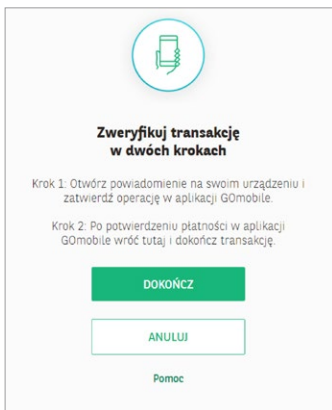 Zweryfikuj transakcję
w dwóch krokach
Krok 1: Otwórz powiadomienie na swoim urządzeniu i
zatwierdź operację w aplikacji GOmobile.
Krok 2: Po potwierdzeniu płatności w aplikacji
GOmobile wróć tutaj i dokończ transakcję.
DOKOŃCZ
ANULUJ
Pomoc